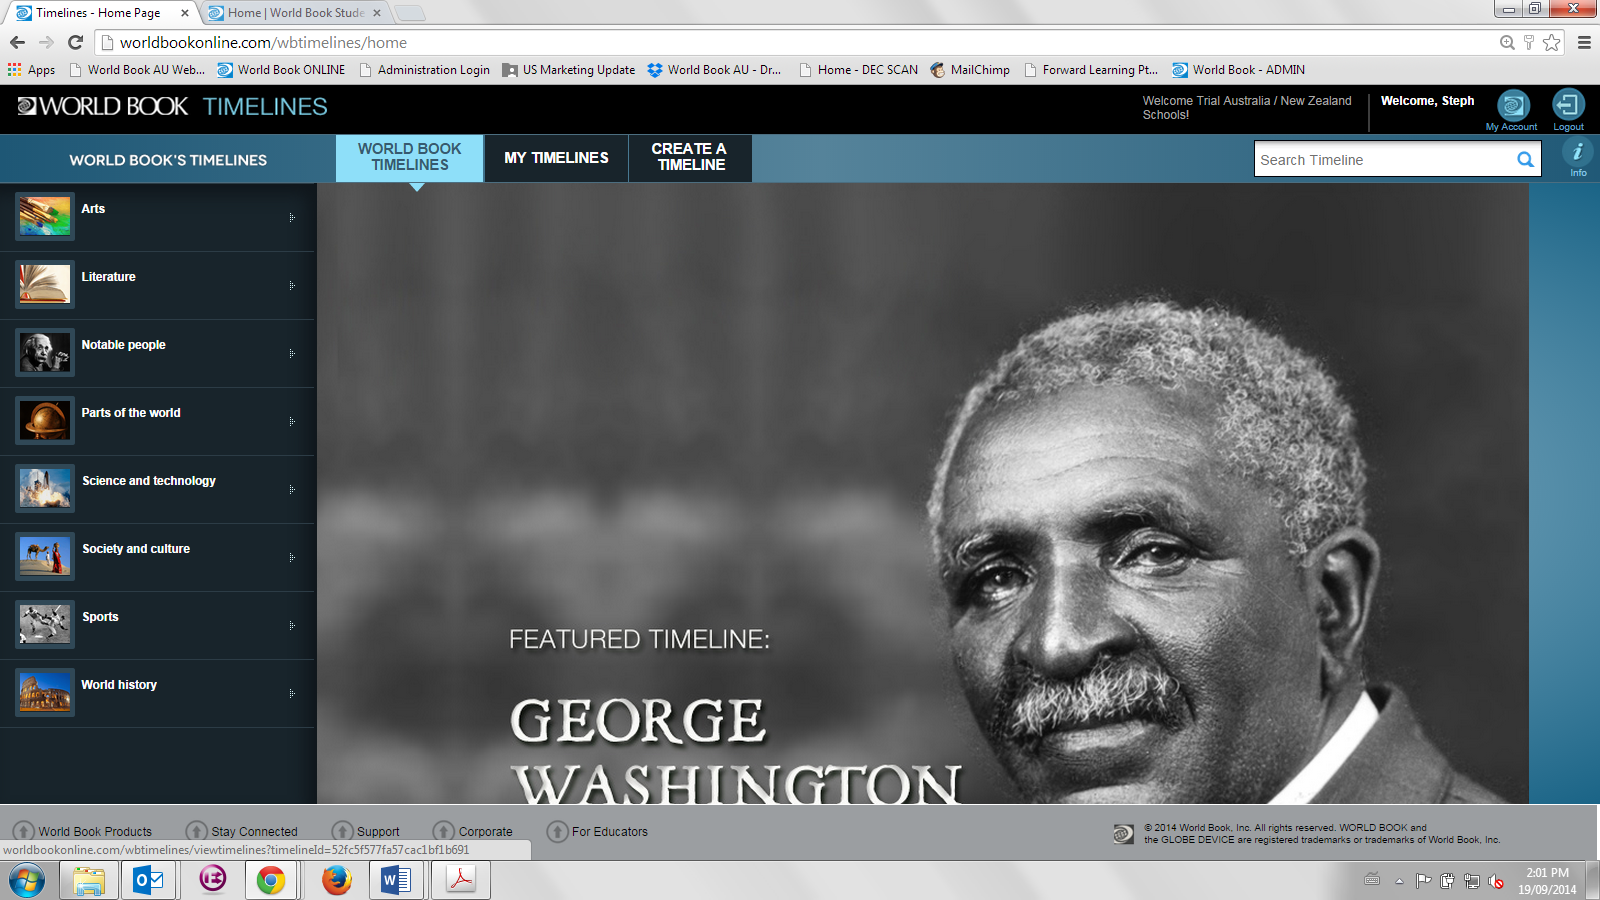 Timelines - Home Page
Home | World Book Stude
worldbookonline.com/wbtimelines/home
Apps
World Book AU Web...
World Book ONLINE
Administration Login
US Marketing Update
World Book AU - Dr...
Home - DEC SCAN
MailChimp
Forward Learning Pt...
World Book - ADMIN
WORLD BOOK TIMELINES
Welcome Trial Australia / New Zealand
Schools!
Welcome, Steph
My Account
Logout
WORLD BOOK'S TIMELINES
WORLD BOOK
TIMELINES
MY TIMELINES
CREATE A
TIMELINE
Search Timeline
Info
Arts
Literature
Notable people
Parts of the world
Science and technology
Society and culture
Sports
World history
FEATURED TIMELINE:
GEORGE
WASHINGTON
World Book Products
Stay Connected
Support
Corporate
For Educators
© 2014 World Book, Inc. All rights reserved. WORLD BOOK and
the GLOBE DEVICE are registered trademarks or trademarks of World Book, Inc.
worldbookonline.com/wbtimelines/viewtimelines?timelineId=52fc5f577fa57cac1bf1b691
2:01 PM
19/09/2014